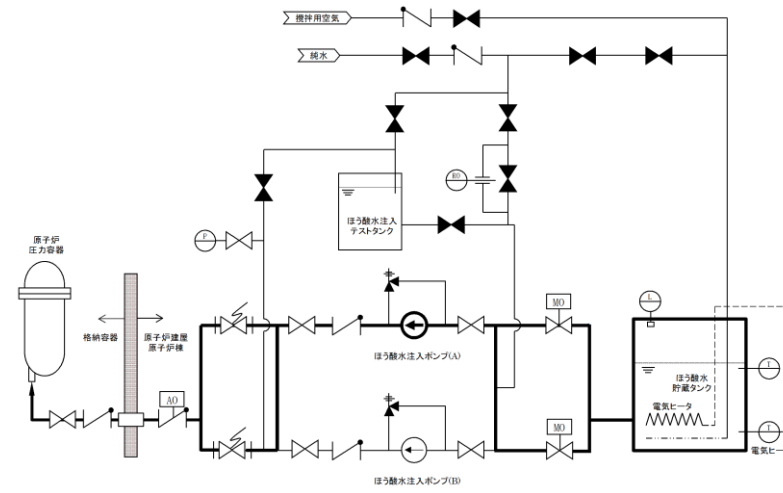 攪拌用空気
純水
RO
ほう酸水注入
テストタンク
P
原子炉
圧力容器
格納容器
原子炉建屋
原子炉棟
AO
MO
L
ほう酸水注入ポンプ(A)
ほう酸水
貯蔵タンク
T
電気ヒータ
MO
T
電気ヒー
ほう酸水注入ポンプ(B)